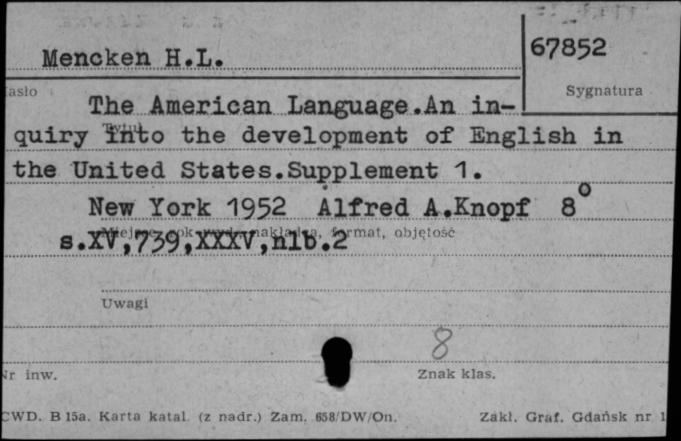 Mencken H.L.
67852
Sygnatura
The American Language.An in-
quiry into the development of English in
the United States.Supplement 1.
New York 1952 Alfred A.Knopf 8°
s.XV,739,XXXV,nlb.2
format, objętość
Uwagi
8
Nr inw.
Znak klas.
CWD. B 15a. Karta katal. (z nadr.) Zam. 658/DW/On. Zakł. Graf. Gdańsk nr 1